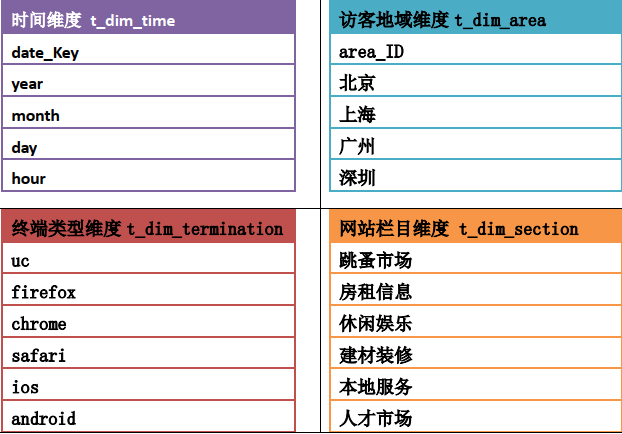 时间维度 t_dim_time
date_Key
year
month
day
hour
访客地域维度 t_dim_area
area_ID
北京
上海
广州
深圳
终端类型维度 t_dim_termination
uc
firefox
chrome
safari
ios
android
网站栏目维度 t_dim_section
跳蚤市场
房租信息
休闲娱乐
建材装修
本地服务
人才市场